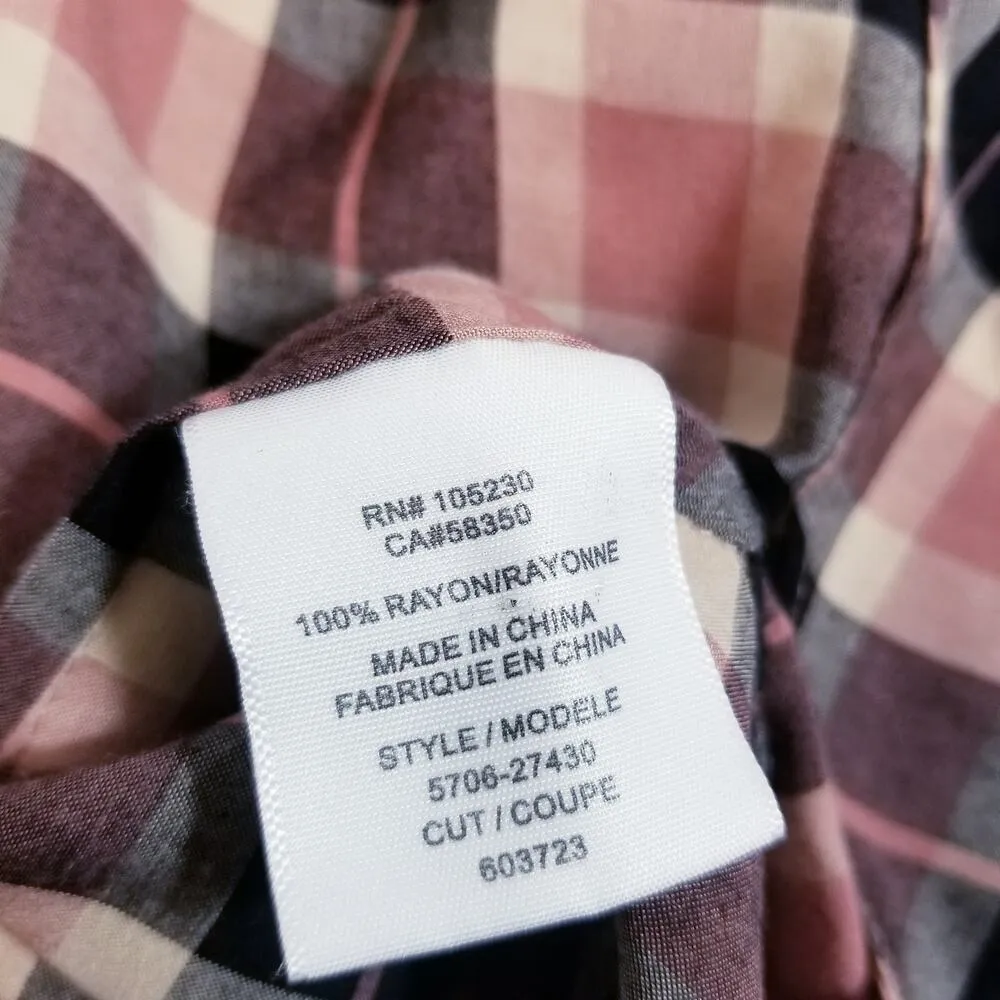 RN# 105230
CA#58350
100% RAYON/RAYONNE
MADE IN CHINA
FABRIQUE EN CHINA
STYLE / MODELE
5706-27430
CUT / COUPE
603723